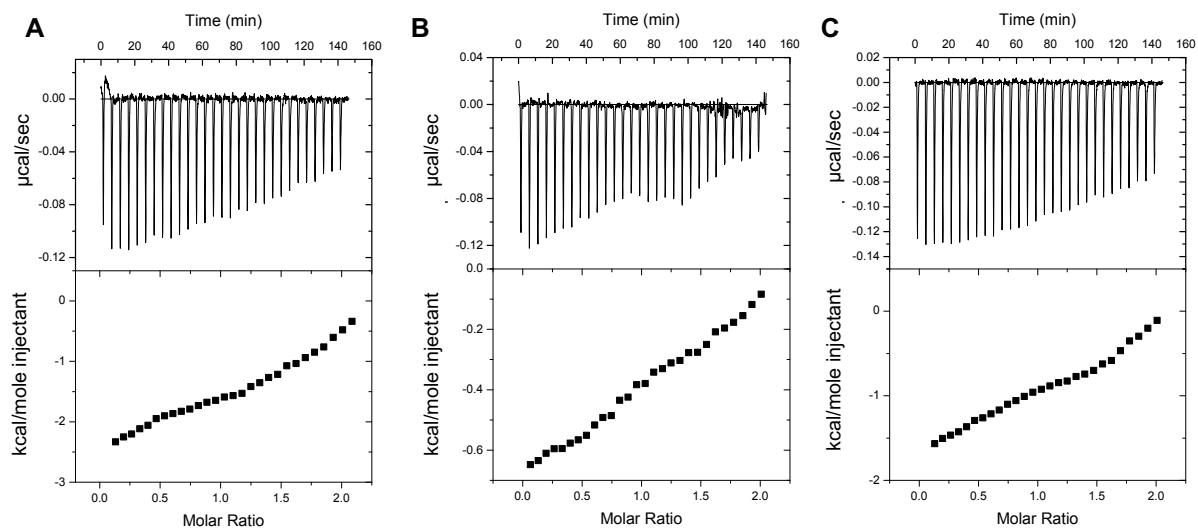 A
Time (min)
0 20 40 60 80 100 120 140 160
0.00
-0.04
-0.08
-0.12
µcal/sec
0
-1
-2
-3
kcal/mole injectant
0.0 0.5 1.0 1.5 2.0
Molar Ratio
B
Time (min)
0 20 40 60 80 100 120 140 160
0.04
0.00
-0.04
-0.08
-0.12
µcal/sec
0.0
-0.2
-0.4
-0.6
kcal/mole injectant
0.0 0.5 1.0 1.5 2.0
Molar Ratio
C
Time (min)
0 20 40 60 80 100 120 140 160
0.02
0.00
-0.02
-0.04
-0.06
-0.08
-0.10
-0.12
-0.14
µcal/sec
0
-1
-2
kcal/mole injectant
0.0 0.5 1.0 1.5 2.0
Molar Ratio